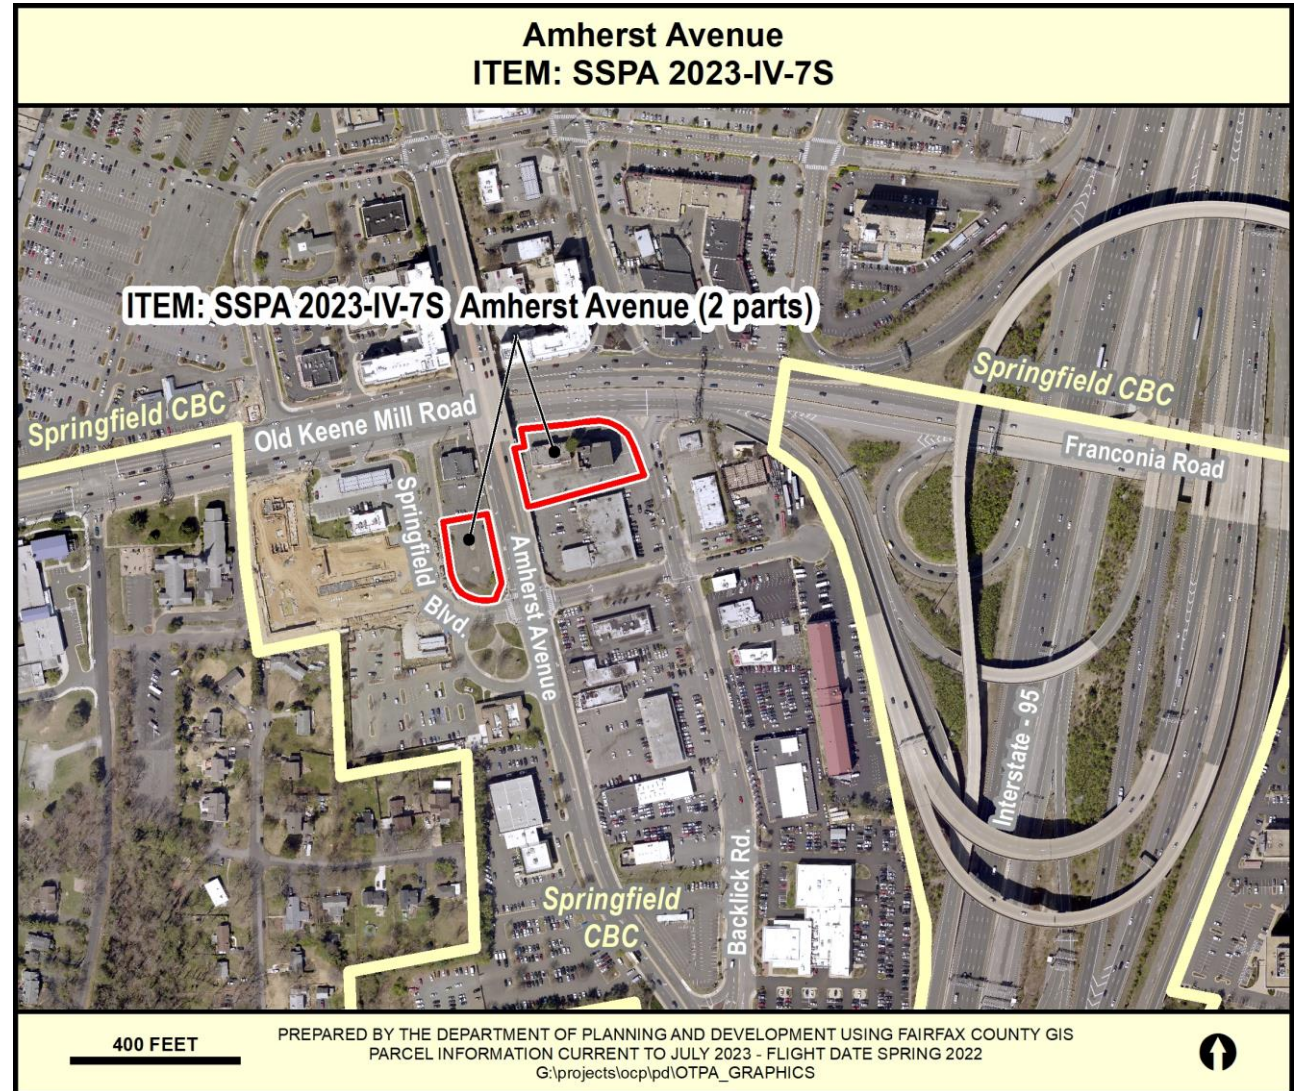 Amherst Avenue
ITEM: SSPA 2023-IV-7S
ITEM: SSPA 2023-IV-7S Amherst Avenue (2 parts)
Springfield CBC
Springfield CBC
Old Keene Mill Road
Franconia Road
Springfield
Blvd.
Amherst Avenue
Interstate - 95
Backlick Rd.
Springfield
CBC
400 FEET
PREPARED BY THE DEPARTMENT OF PLANNING AND DEVELOPMENT USING FAIRFAX COUNTY GIS
PARCEL INFORMATION CURRENT TO JULY 2023 - FLIGHT DATE SPRING 2022
G:\projects\ocp\pd\OTPA_GRAPHICS